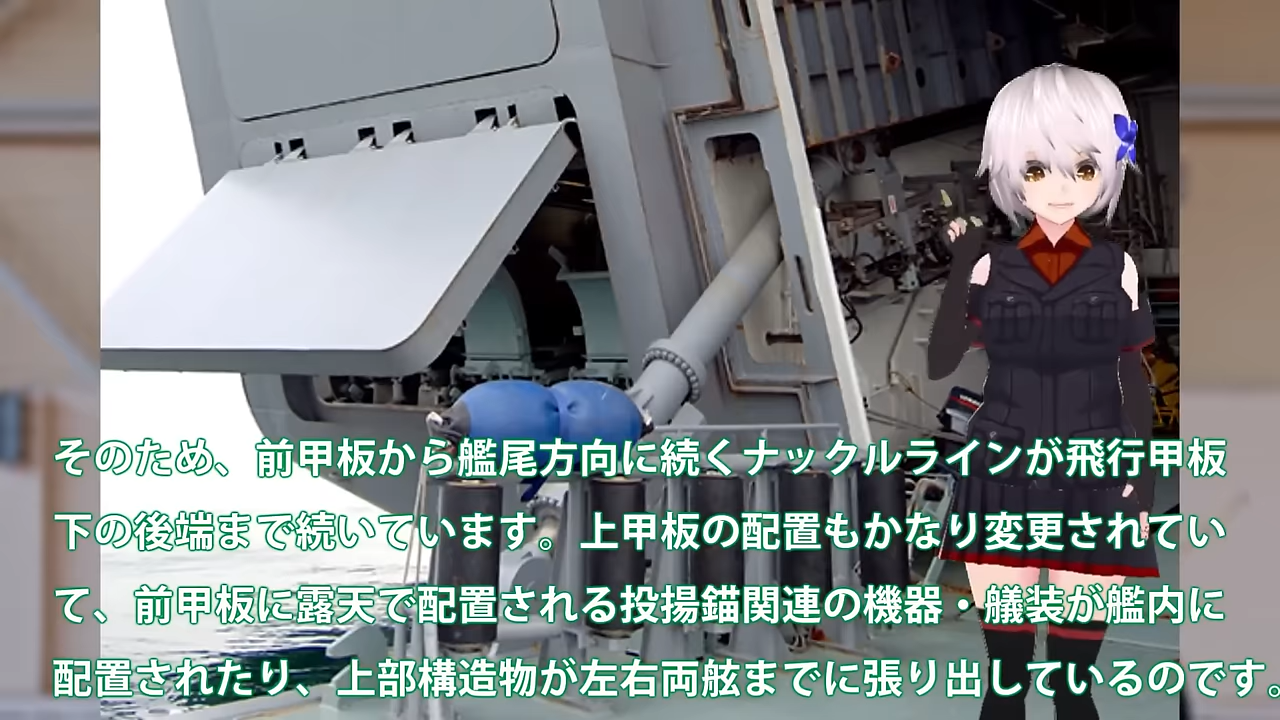 そのため、前甲板から艦尾方向に続くナックルラインが飛行甲板
下の後端まで続いています。上甲板の配置もかなり変更されてい
て、前甲板に露天で配置される投揚錨関連の機器・艤装が艦内に
配置されたり、上部構造物が左右両舷までに張り出しているのです。